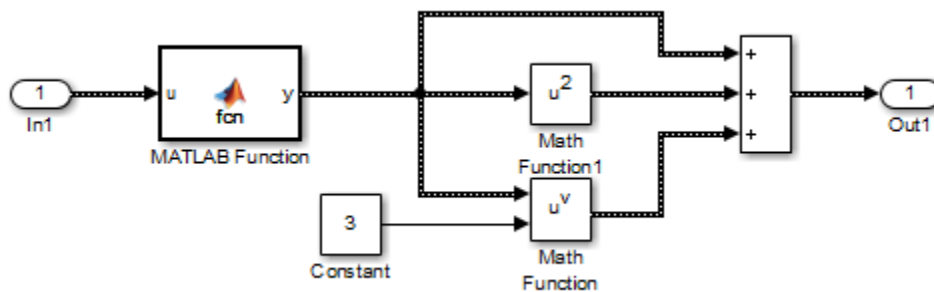 1
In1
u
fcn
y
MATLAB Function
u²
Math
Function1
3
Constant
uᵛ
Math
Function
+
+
+
1
Out1